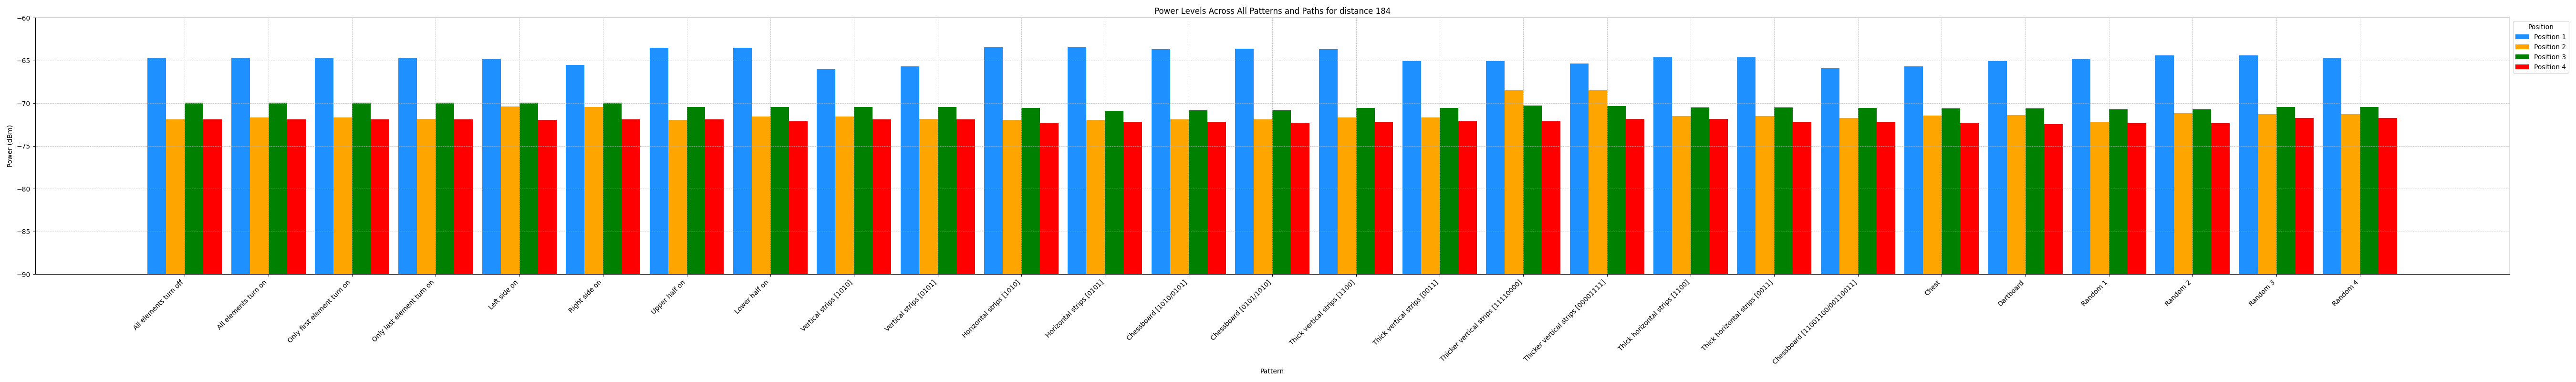 Power Levels Across All Patterns and Paths for distance 184
Power (dBm)
−60
−65
−70
−75
−80
−85
−90
Position
Position 1
Position 2
Position 3
Position 4
All elements turn off
All elements turn on
Only first element turn on
Only last element turn on
Left side on
Right side on
Upper half on
Lower half on
Vertical strips [1010]
Vertical strips [0101]
Horizontal strips [1010]
Horizontal strips [0101]
Chessboard [1010/0101]
Chessboard [0101/1010]
Thick vertical strips [1100]
Thick vertical strips [0011]
Thicker vertical strips [11110000]
Thicker vertical strips [00001111]
Thick horizontal strips [1100]
Thick horizontal strips [0011]
Chessboard [11001100/00110011]
Chest
Dartboard
Random 1
Random 2
Random 3
Random 4
Pattern